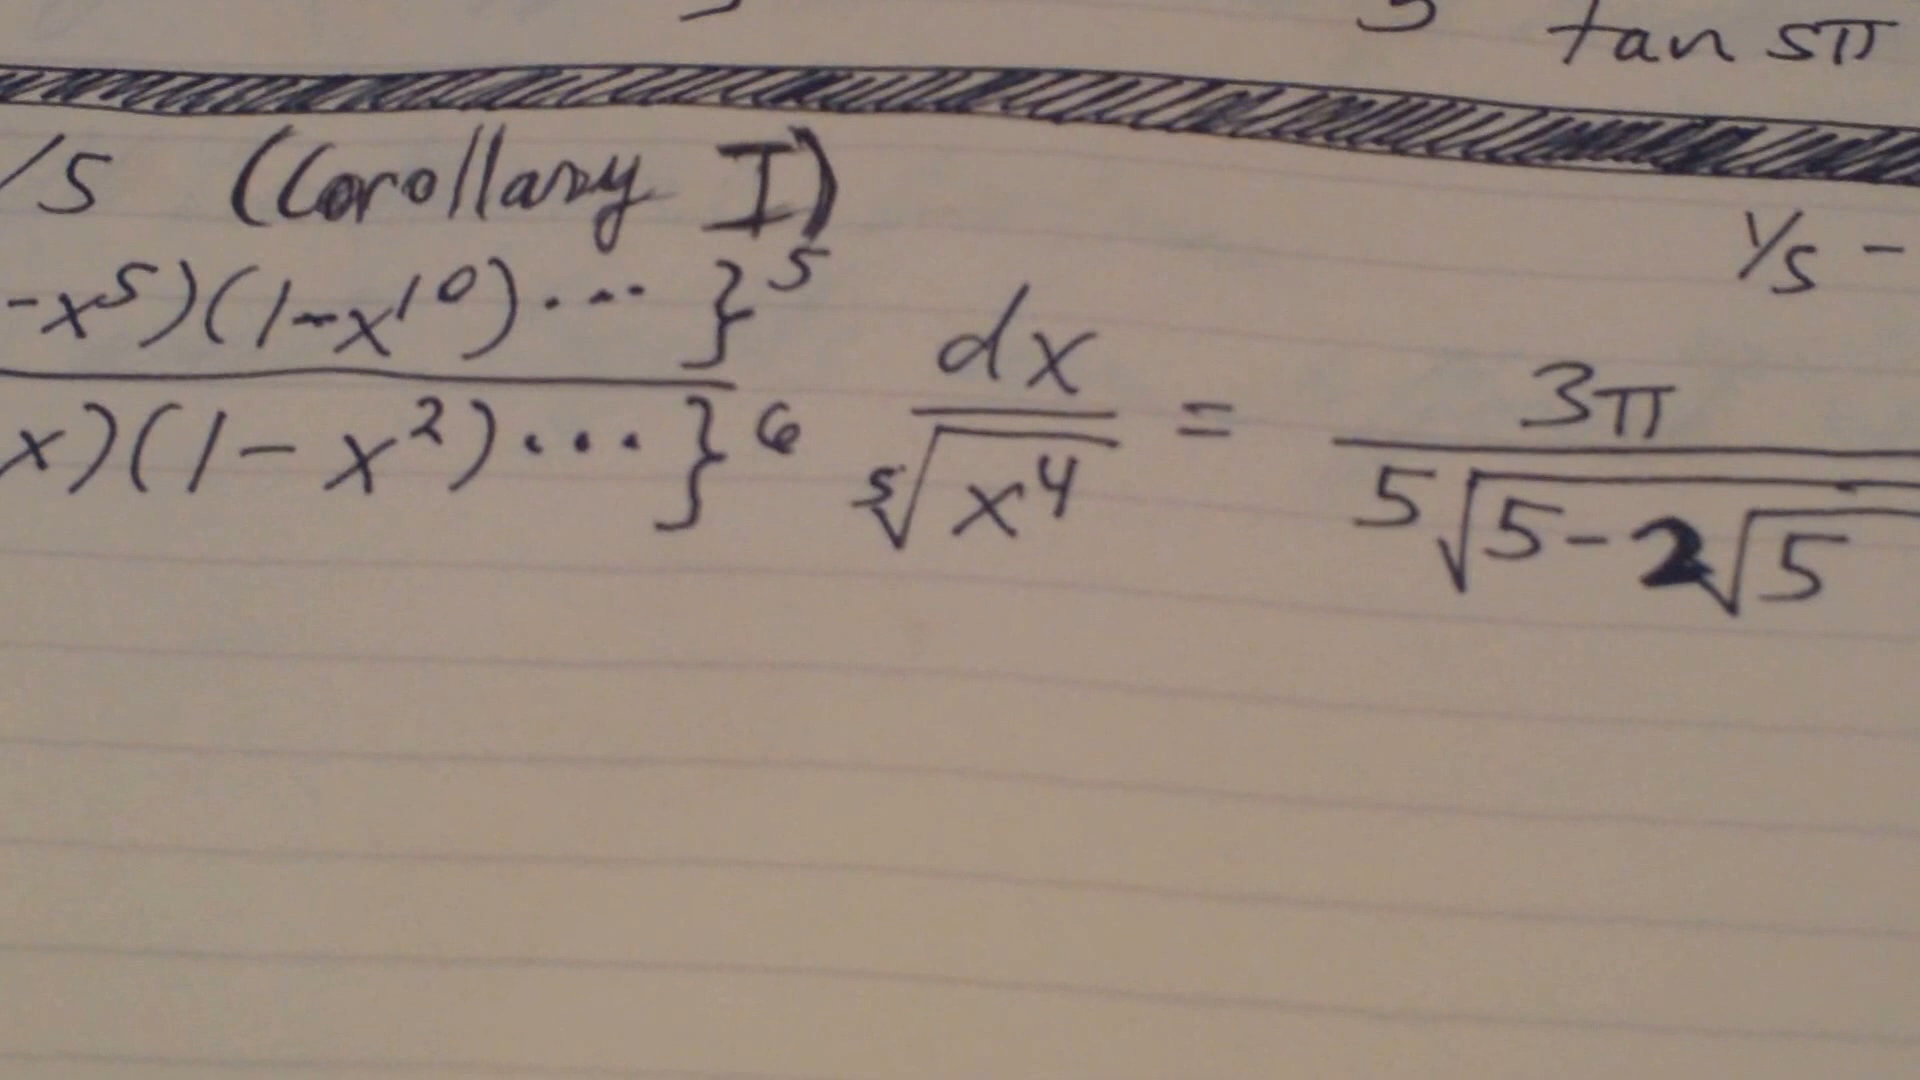 tan 5π
/5 (Corollary I)
1/5 -
-x⁵)(1-x¹⁰)... }⁵
x)(1-x²)... }⁶ dx/⁵√x⁴ = 3π/5√5-2√5